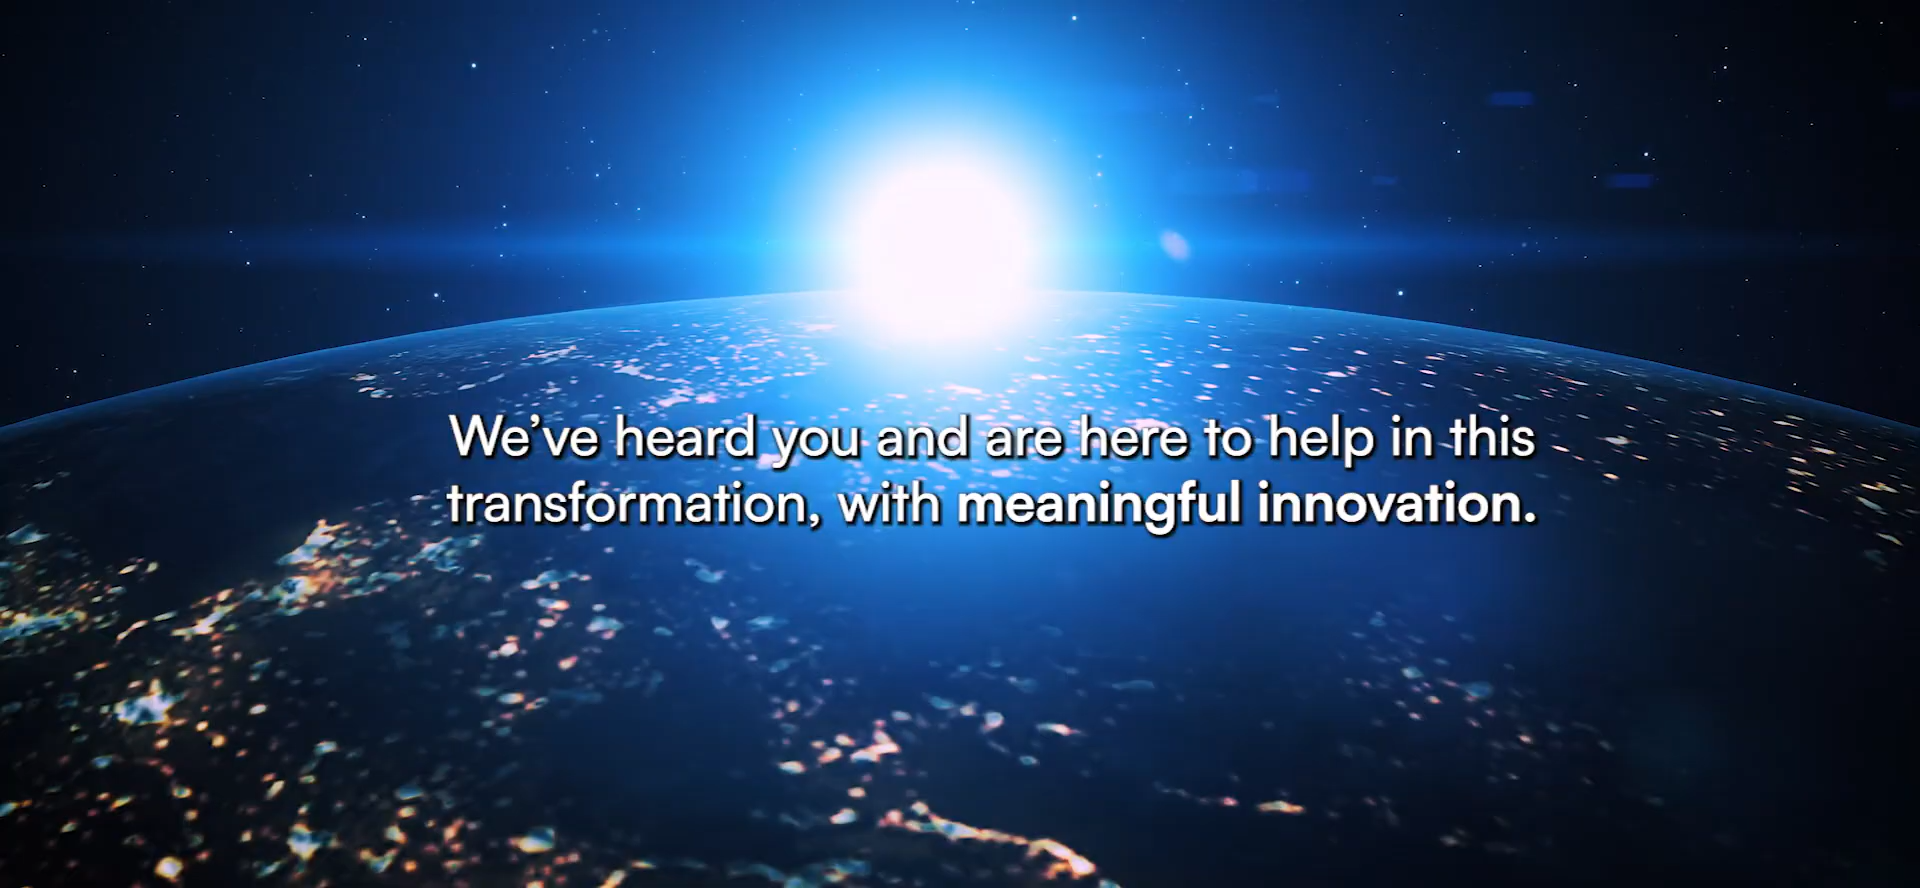 We’ve heard you and are here to help in this
transformation, with meaningful innovation.